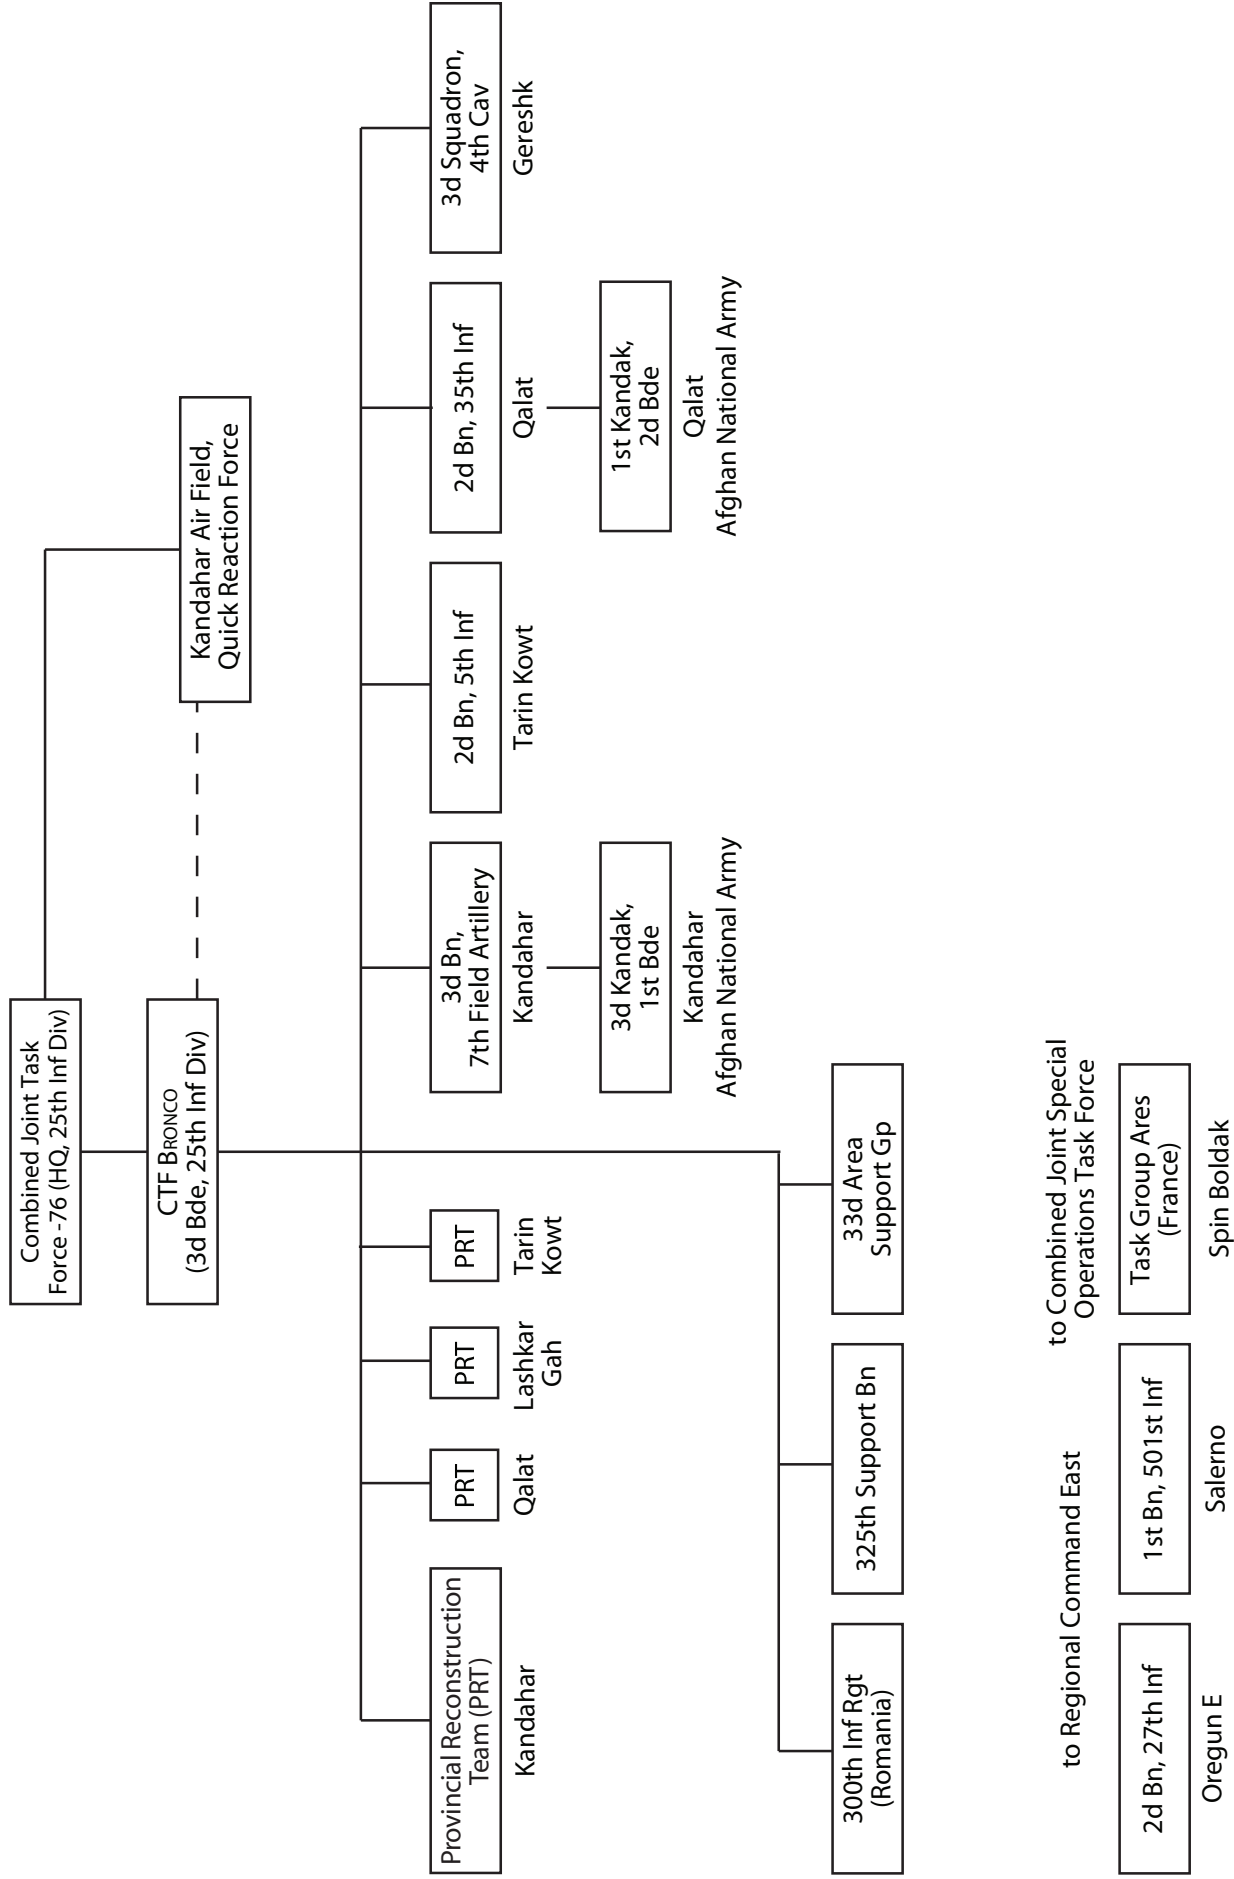 Combined Joint Task
Force -76 (HQ, 25th Inf Div)
CTF BRONCO
(3d Bde, 25th Inf Div)
Kandahar Air Field,
Quick Reaction Force
Provincial Reconstruction
Team (PRT)
Kandahar
PRT
Qalat
PRT
Lashkar
Gah
PRT
Tarin
Kowt
3d Bn,
7th Field Artillery
Kandahar
2d Bn, 5th Inf
Tarin Kowt
2d Bn, 35th Inf
Qalat
3d Squadron,
4th Cav
Gereshk
3d Kandak,
1st Bde
Kandahar
Afghan National Army
1st Kandak,
2d Bde
Qalat
Afghan National Army
300th Inf Rgt
(Romania)
325th Support Bn
33d Area
Support Gp
to Regional Command East
to Combined Joint Special
Operations Task Force
2d Bn, 27th Inf
Oregun E
1st Bn, 501st Inf
Salerno
Task Group Ares
(France)
Spin Boldak